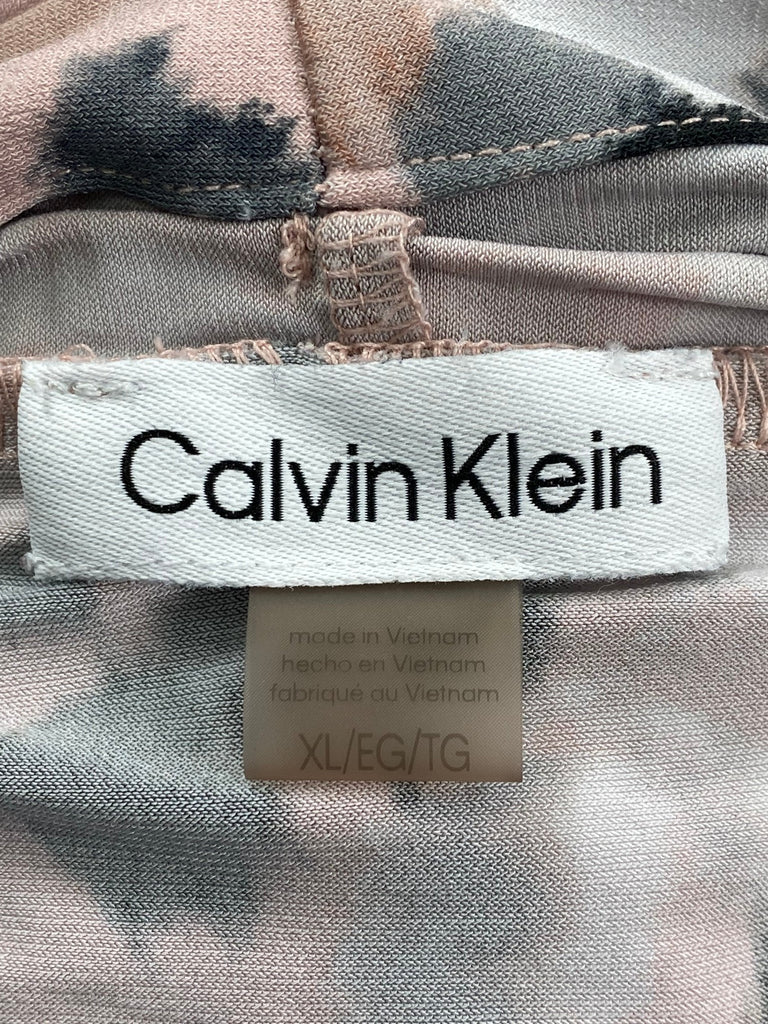 Calvin Klein
made in Vietnam
hecho en Vietnam
fabriqué au Vietnam
XL/EG/TG